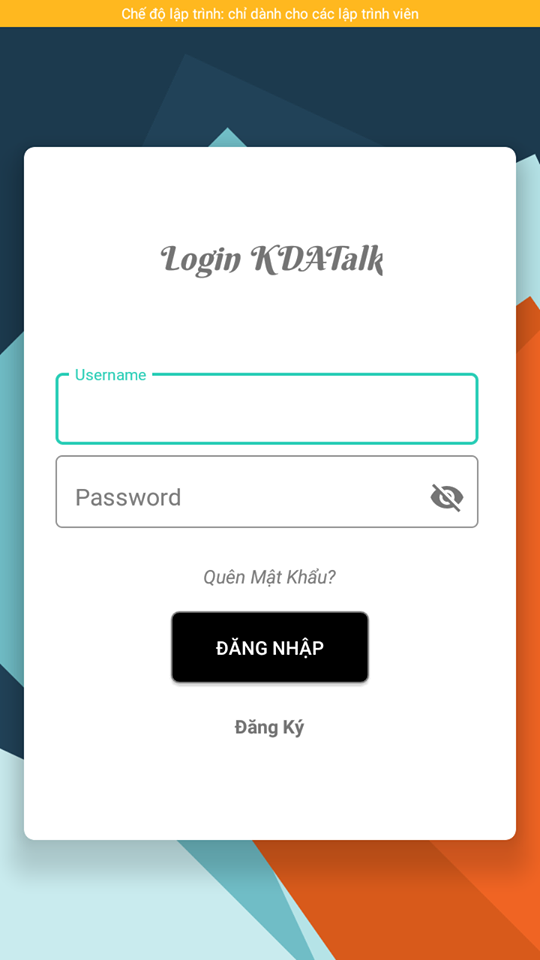 Chế độ lập trình: chỉ dành cho các lập trình viên
Login KDATalk
Username
Password
Quên Mật Khẩu?
ĐĂNG NHẬP
Đăng Ký